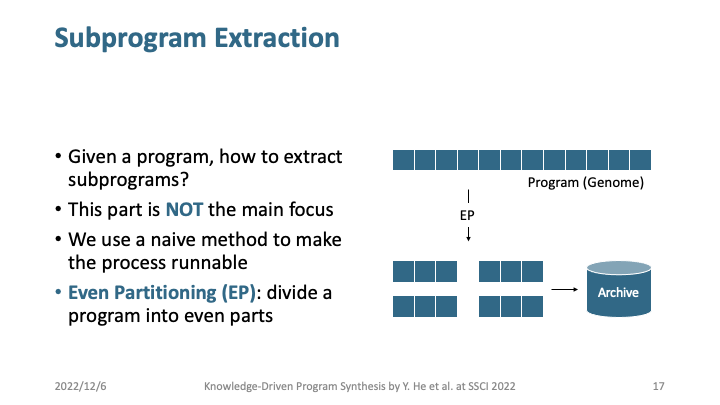 Subprogram Extraction
• Given a program, how to extract
subprograms?
• This part is NOT the main focus
• We use a naive method to make
the process runnable
• Even Partitioning (EP): divide a
program into even parts
Program (Genome)
EP
Archive
2022/12/6
Knowledge-Driven Program Synthesis by Y. He et al. at SSCI 2022
17